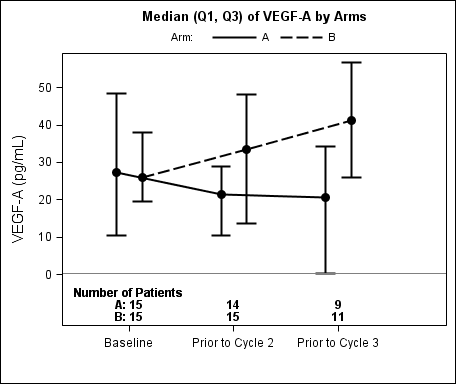 Median (Q1, Q3) of VEGF-A by Arms
Arm: A B
VEGF-A (pg/mL)
50
40
30
20
10
0
Number of Patients
A: 15 14 9
B: 15 15 11
Baseline Prior to Cycle 2 Prior to Cycle 3